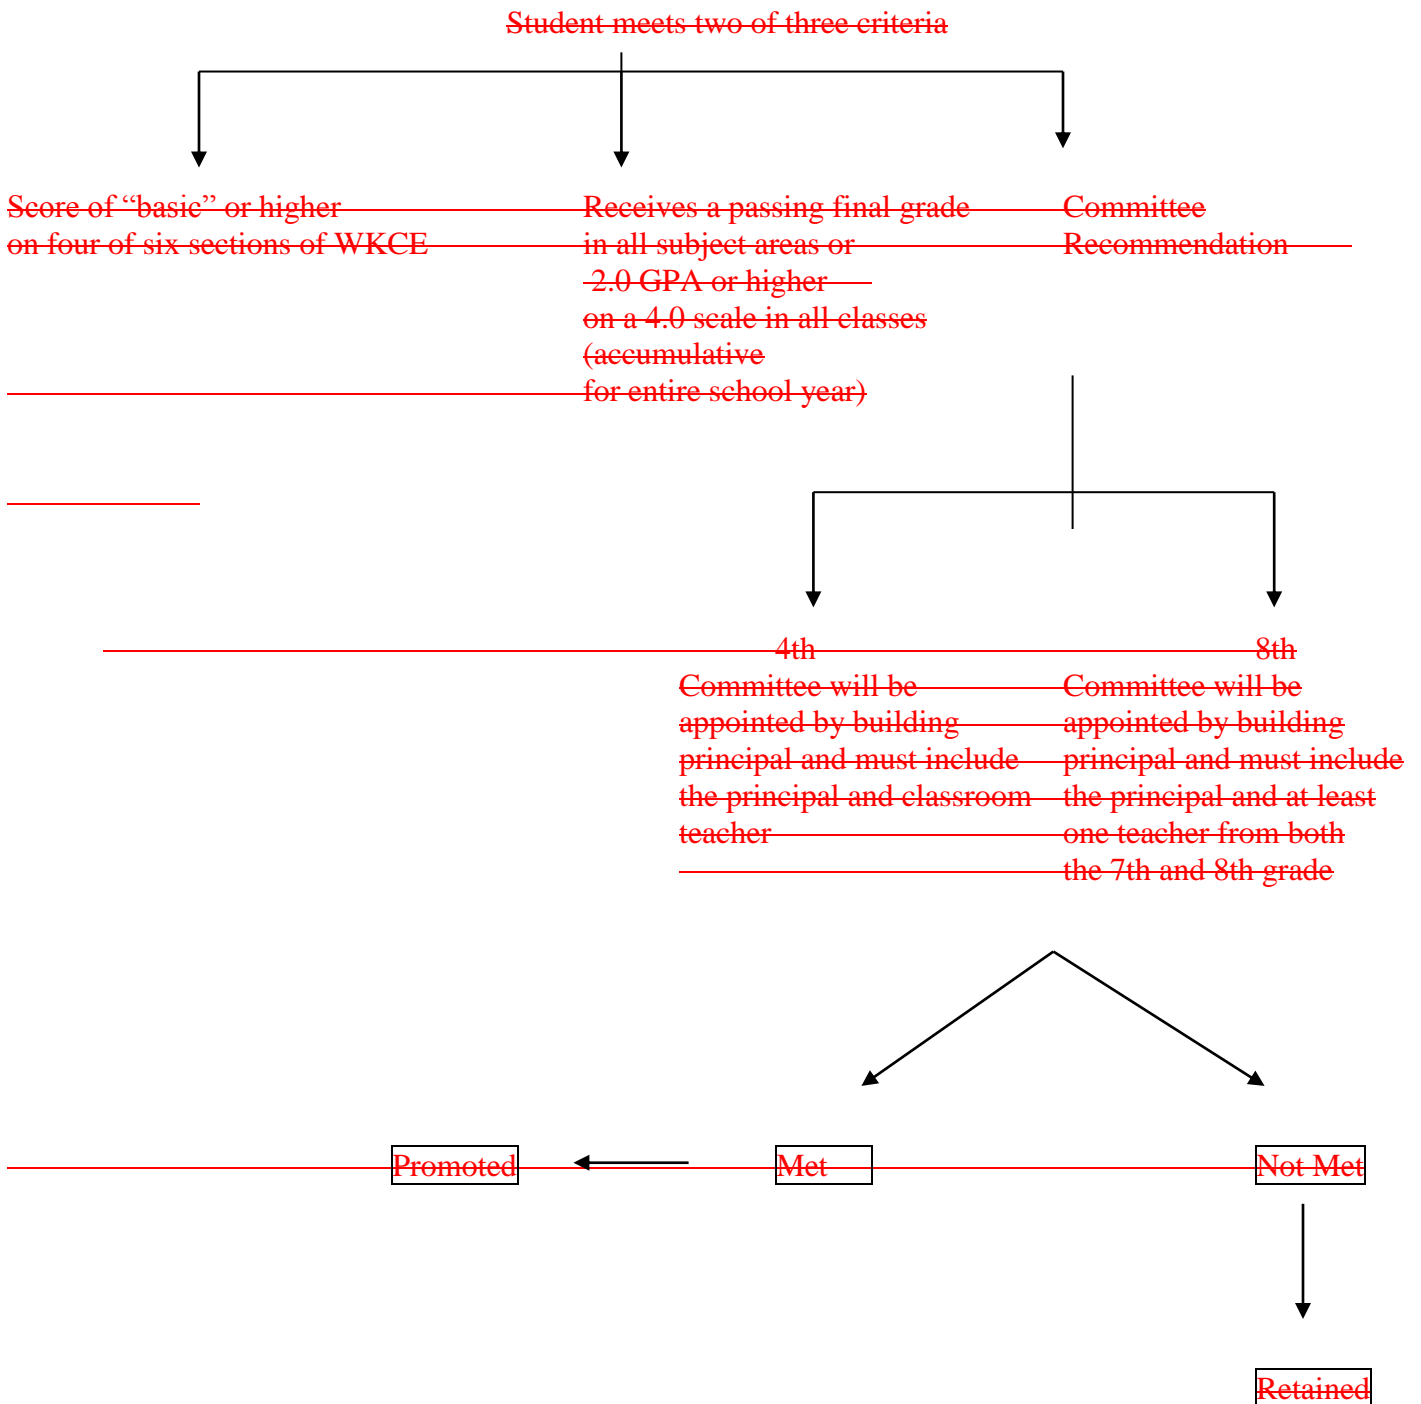 Student meets two of three criteria
Score of “basic” or higher
on four of six sections of WKCE
Receives a passing final grade
in all subject areas or
2.0 GPA or higher
on a 4.0 scale in all classes
(accumulative
for entire school year)
Committee
Recommendation
4th
Committee will be
appointed by building
principal and must include
the principal and classroom
teacher
8th
Committee will be
appointed by building
principal and must include
the principal and at least
one teacher from both
the 7th and 8th grade
Promoted
Met
Not Met
Retained